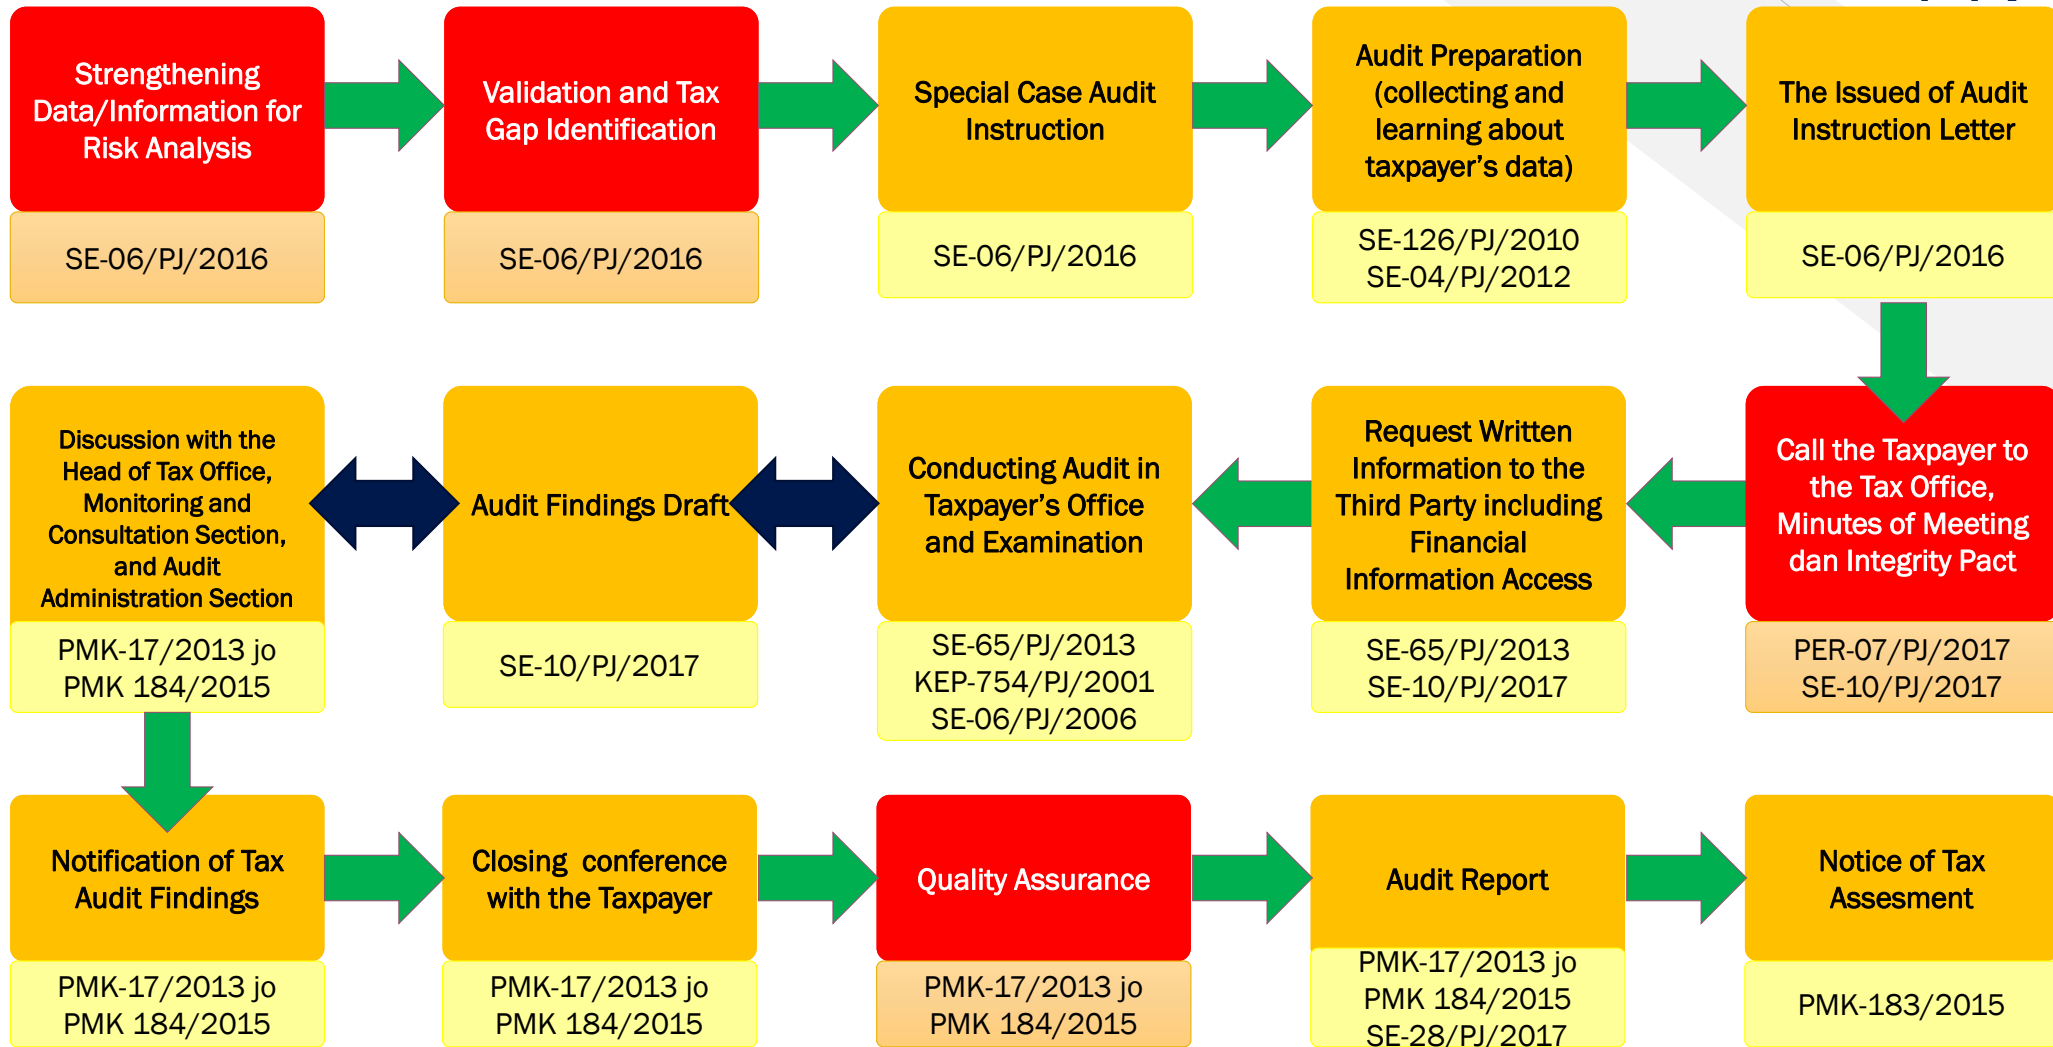 Strengthening
Data/Information for
Risk Analysis
SE-06/PJ/2016
Validation and Tax
Gap Identification
SE-06/PJ/2016
Special Case Audit
Instruction
SE-06/PJ/2016
Audit Preparation
(collecting and
learning about
taxpayer’s data)
SE-126/PJ/2010
SE-04/PJ/2012
The Issued of Audit
Instruction Letter
SE-06/PJ/2016
Call the Taxpayer to
the Tax Office,
Minutes of Meeting
dan Integrity Pact
PER-07/PJ/2017
SE-10/PJ/2017
Request Written
Information to the
Third Party including
Financial
Information Access
SE-65/PJ/2013
SE-10/PJ/2017
Conducting Audit in
Taxpayer’s Office
and Examination
SE-65/PJ/2013
KEP-754/PJ/2001
SE-06/PJ/2006
Audit Findings Draft
SE-10/PJ/2017
Discussion with the
Head of Tax Office,
Monitoring and
Consultation Section,
and Audit
Administration Section
PMK-17/2013 jo
PMK 184/2015
Notification of Tax
Audit Findings
PMK-17/2013 jo
PMK 184/2015
Closing conference
with the Taxpayer
PMK-17/2013 jo
PMK 184/2015
Quality Assurance
PMK-17/2013 jo
PMK 184/2015
Audit Report
PMK-17/2013 jo
PMK 184/2015
SE-28/PJ/2017
Notice of Tax
Assesment
PMK-183/2015